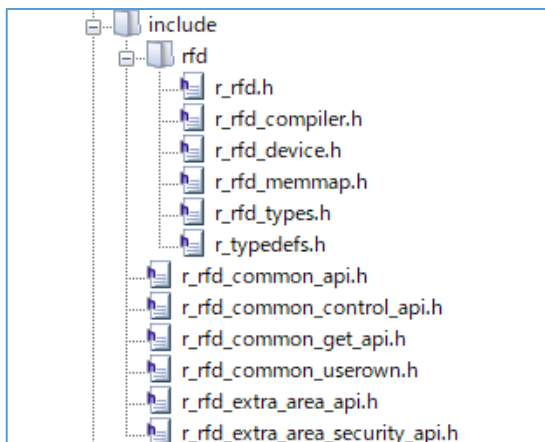 include
rfd
r_rfd.h
r_rfd_compiler.h
r_rfd_device.h
r_rfd_memmap.h
r_rfd_types.h
r_typedefs.h
r_rfd_common_api.h
r_rfd_common_control_api.h
r_rfd_common_get_api.h
r_rfd_common_userown.h
r_rfd_extra_area_api.h
r_rfd_extra_area_security_api.h